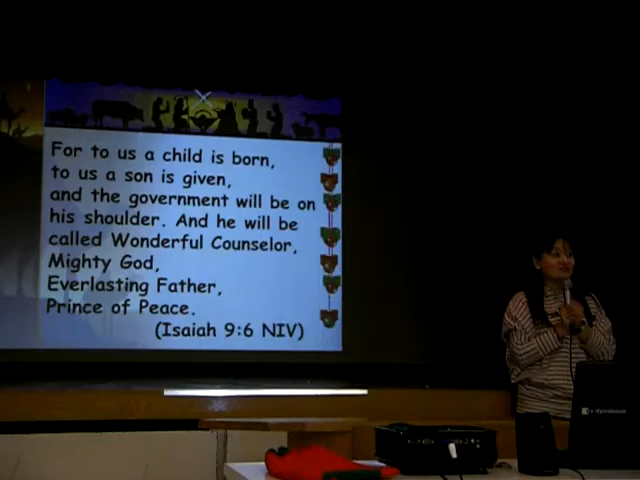 For to us a child is born,
to us a son is given,
and the government will be on
his shoulder. And he will be
called Wonderful Counselor,
Mighty God,
Everlasting Father,
Prince of Peace.
(Isaiah 9:6 NIV)